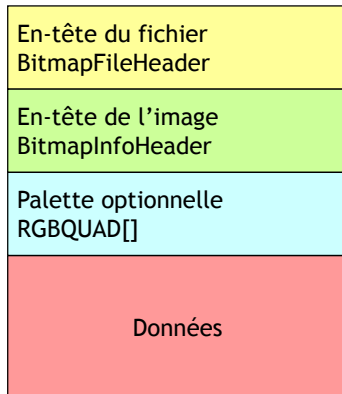 En-tête du fichier
BitmapFileHeader
En-tête de l’image
BitmapInfoHeader
Palette optionnelle
RGBQUAD[]
Données